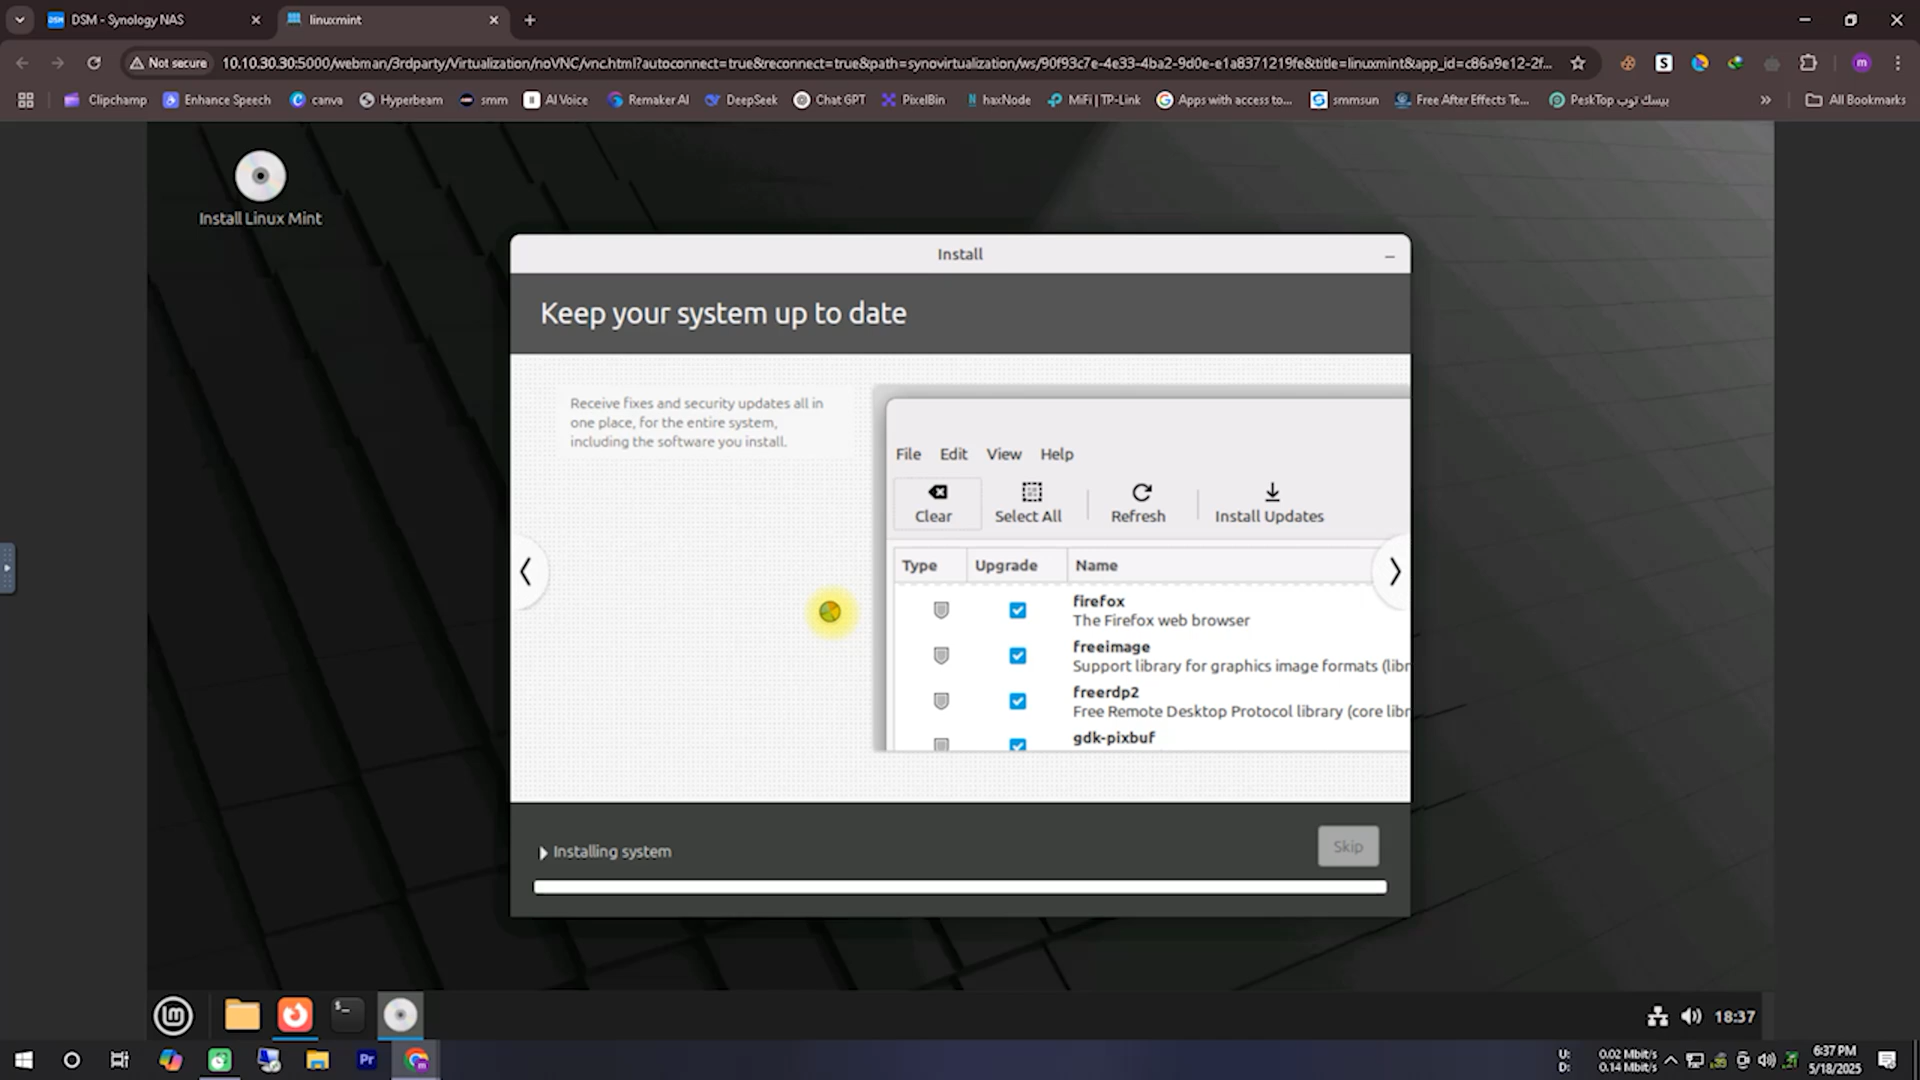 DSM - Synology NAS
linuxmint
Not secure
10.10.30.30:5000/webman/3rdparty/Virtualization/noVNC/vnc.html?autoconnect=true&reconnect=true&path=synovirtualization/ws/90f93c7e-4e33-4ba2-9d0e-e1a8371219fe&title=linuxmint&app_id=c86a9e12-2f...
Clipchamp
Enhance Speech
canva
Hyperbeam
smm
AI Voice
Remaker AI
DeepSeek
Chat GPT
PixelBin
haxNode
MiFi | TP-Link
Apps with access to...
smmsun
Free After Effects Te...
PeskTop بيسك توب
All Bookmarks
Install Linux Mint
Install
Keep your system up to date
Receive fixes and security updates all in
one place, for the entire system,
including the software you install.
File Edit View Help
Clear Select All Refresh Install Updates
Type Upgrade Name
firefox
The Firefox web browser
freeimage
Support library for graphics image formats (libr
freerdp2
Free Remote Desktop Protocol library (core libr
gdk-pixbuf
Installing system
Skip
18:37
U: 0.02 Mbit/s
D: 0.14 Mbit/s
6:37 PM
5/18/2025